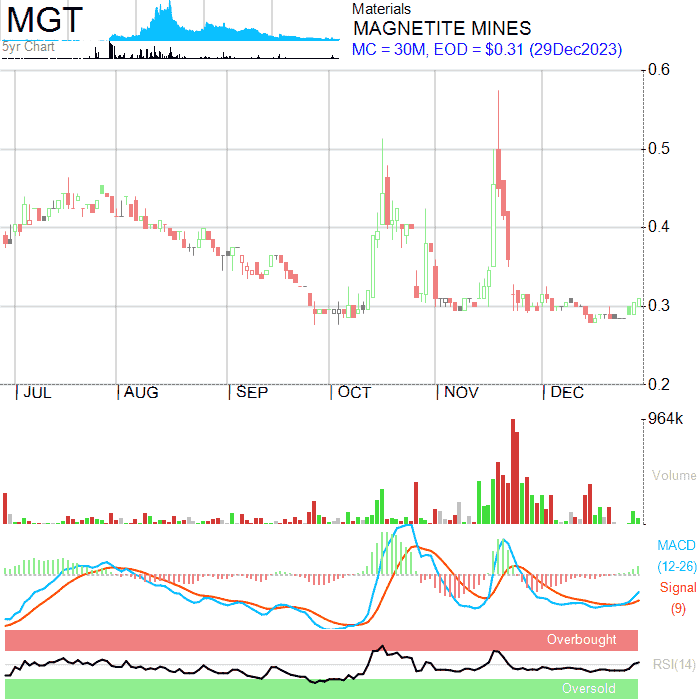 MGT
5yr Chart
Materials
MAGNETITE MINES
MC = 30M, EOD = $0.31 (29Dec2023)
0.6
0.5
0.4
0.3
0.2
JUL AUG SEP OCT NOV DEC
964k
Volume
MACD
(12-26)
Signal
(9)
Overbought
RSI(14)
Oversold